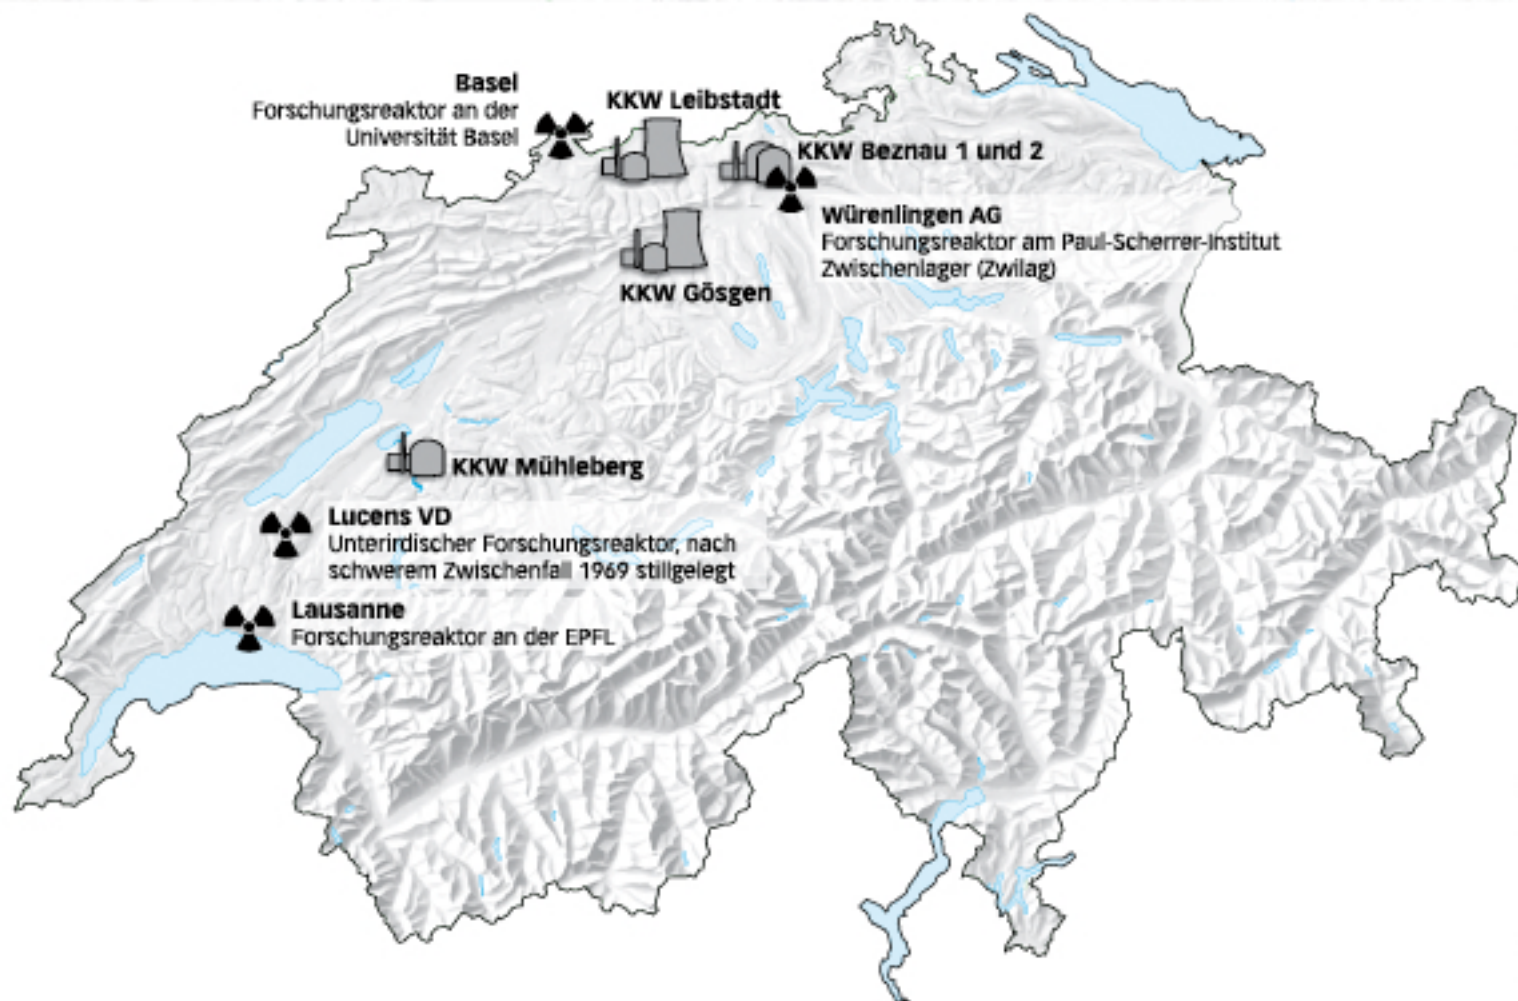 Basel
Forschungsreaktor an der
Universität Basel
KKW Leibstadt
KKW Beznau 1 und 2
Würenlingen AG
Forschungsreaktor am Paul-Scherrer-Institut
Zwischenlager (Zwilag)
KKW Gösgen
KKW Mühleberg
Lucens VD
Unterirdischer Forschungsreaktor, nach
schwerem Zwischenfall 1969 stillgelegt
Lausanne
Forschungsreaktor an der EPFL